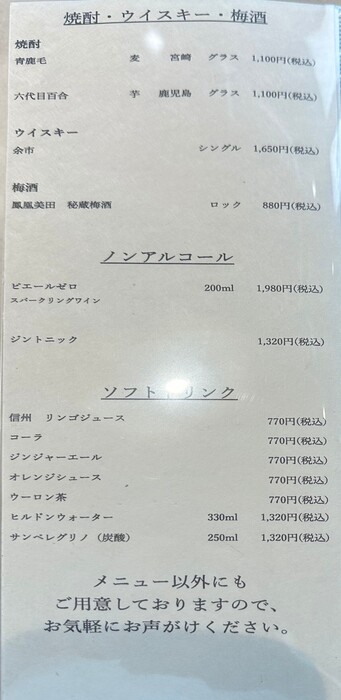 焼酎・ウイスキー・梅酒
焼酎
青鹿毛 麦 宮崎 グラス 1,100円(税込)
六代目百合 芋 鹿児島 グラス 1,100円(税込)
ウイスキー
余市 シングル 1,650円(税込)
梅酒
鳳凰美田 秘蔵梅酒 ロック 880円(税込)
ノンアルコール
ピエールゼロ 200ml 1,980円(税込)
スパークリングワイン
ジントニック 1,320円(税込)
ソフトドリンク
信州 リンゴジュース 770円(税込)
コーラ 770円(税込)
ジンジャーエール 770円(税込)
オレンジジュース 770円(税込)
ウーロン茶 770円(税込)
ヒルドンウォーター 330ml 1,320円(税込)
サンペレグリノ（炭酸） 250ml 1,320円(税込)
メニュー以外にも
ご用意しておりますので、
お気軽にお声がけください。